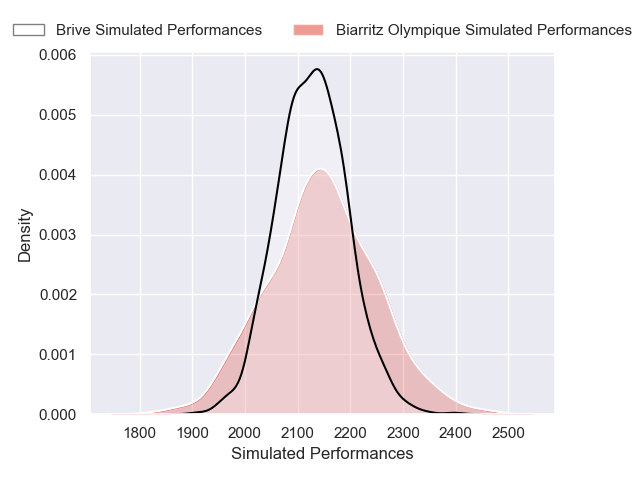 Brive Simulated Performances
Biarritz Olympique Simulated Performances
0.006
0.005
0.004
0.003
0.002
0.001
0.000
Density
1800 1900 2000 2100 2200 2300 2400 2500
Simulated Performances